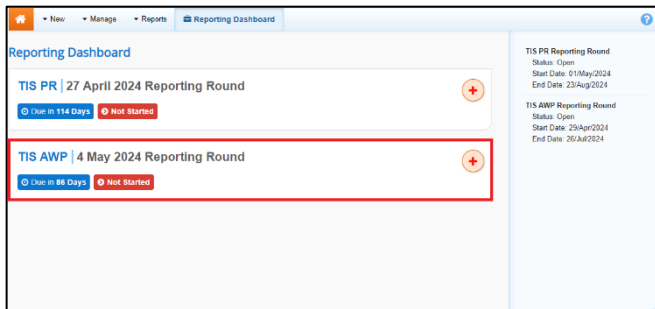 New Manage Reports Reporting Dashboard ?
Reporting Dashboard
TIS PR | 27 April 2024 Reporting Round
Due in 114 Days Not Started
TIS AWP | 4 May 2024 Reporting Round
Due in 86 Days Not Started
TIS PR Reporting Round
Status: Open
Start Date: 01/May/2024
End Date: 23/Aug/2024
TIS AWP Reporting Round
Status: Open
Start Date: 29/Apr/2024
End Date: 26/Jul/2024